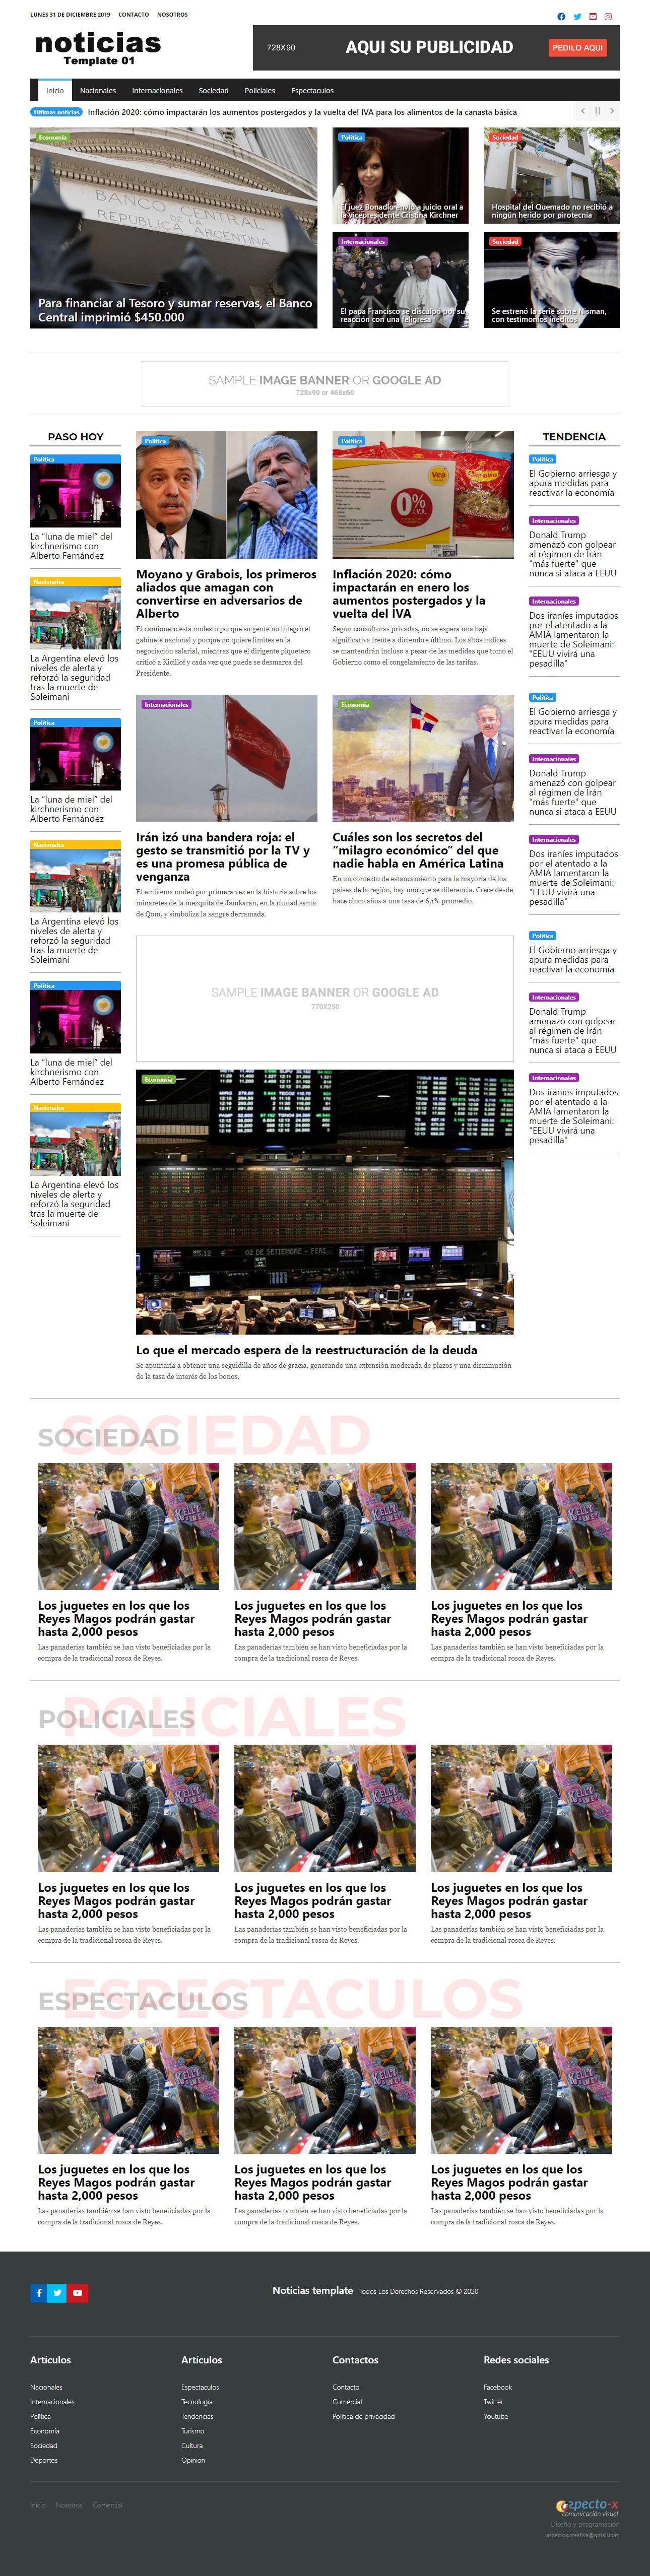 LUNES 31 DE DICIEMBRE 2019 CONTACTO NOSOTROS
noticias
Template 01
728X90 AQUI SU PUBLICIDAD PEDILO AQUI
Inicio Nacionales Internacionales Sociedad Policiales Espectaculos
Ultimas noticias Inflación 2020: cómo impactarán los aumentos postergados y la vuelta del IVA para los alimentos de la canasta básica
Economía
BANCO CENTRAL
REPUBLICA ARGENTINA
Para financiar al Tesoro y sumar reservas, el Banco
Central imprimió $450.000
Política
El juez Bonadio envió a juicio oral a
la vicepresidente Cristina Kirchner
Sociedad
Hospital del Quemado no recibió a
ningún herido por pirotecnia
Internacionales
El papa Francisco se disculpó por su
reacción con una feligresa
Sociedad
Se estrenó la serie sobre Nisman,
con testimonios inéditos
SAMPLE IMAGE BANNER OR GOOGLE AD
728x90 or 468x60
PASO HOY
Política
La "luna de miel" del
kirchnerismo con
Alberto Fernández
Nacionales
La Argentina elevó los
niveles de alerta y
reforzó la seguridad
tras la muerte de
Soleimani
Política
La "luna de miel" del
kirchnerismo con
Alberto Fernández
Nacionales
La Argentina elevó los
niveles de alerta y
reforzó la seguridad
tras la muerte de
Soleimani
Política
La "luna de miel" del
kirchnerismo con
Alberto Fernández
Nacionales
La Argentina elevó los
niveles de alerta y
reforzó la seguridad
tras la muerte de
Soleimani
Política
Moyano y Grabois, los primeros
aliados que amagan con
convertirse en adversarios de
Alberto
El camionero está molesto porque su gente no integró el
gabinete nacional y porque no quiere límites en la
negociación salarial, mientras que el dirigente piquetero
criticó a Kicillof y cada vez que puede se desmarca del
Presidente.
Política
Vea
0%
I.V.A
Inflación 2020: cómo
impactarán en enero los
aumentos postergados y la
vuelta del IVA
Según consultoras privadas, no se espera una baja
significativa frente a diciembre último. Los altos índices
se mantendrán incluso a pesar de las medidas que tomó el
Gobierno como el congelamiento de las tarifas.
Internacionales
Irán izó una bandera roja: el
gesto se transmitió por la TV y
es una promesa pública de
venganza
El emblema ondeó por primera vez en la historia sobre los
minaretes de la mezquita de Jamkaran, en la ciudad santa
de Qom, y simboliza la sangre derramada.
Economía
Cuáles son los secretos del
“milagro económico” del que
nadie habla en América Latina
En un contexto de estancamiento para la mayoría de los
países de la región, hay uno que se diferencia. Crece desde
hace cinco años a una tasa de 6,1% promedio.
SAMPLE IMAGE BANNER OR GOOGLE AD
770X250
Economía
Lo que el mercado espera de la reestructuración de la deuda
Se apuntaría a obtener una seguidilla de años de gracia, generando una extensión moderada de plazos y una disminución
de la tasa de interés de los bonos.
TENDENCIA
Política
El Gobierno arriesga y
apura medidas para
reactivar la economía
Internacionales
Donald Trump
amenazó con golpear
al régimen de Irán
"más fuerte" que
nunca si ataca a EEUU
Internacionales
Dos iraníes imputados
por el atentado a la
AMIA lamentaron la
muerte de Soleimani:
"EEUU vivirá una
pesadilla"
Política
El Gobierno arriesga y
apura medidas para
reactivar la economía
Internacionales
Donald Trump
amenazó con golpear
al régimen de Irán
"más fuerte" que
nunca si ataca a EEUU
Internacionales
Dos iraníes imputados
por el atentado a la
AMIA lamentaron la
muerte de Soleimani:
"EEUU vivirá una
pesadilla"
Política
El Gobierno arriesga y
apura medidas para
reactivar la economía
Internacionales
Donald Trump
amenazó con golpear
al régimen de Irán
"más fuerte" que
nunca si ataca a EEUU
Internacionales
Dos iraníes imputados
por el atentado a la
AMIA lamentaron la
muerte de Soleimani:
"EEUU vivirá una
pesadilla"
SOCIEDAD
SOCIEDAD
Los juguetes en los que los
Reyes Magos podrán gastar
hasta 2,000 pesos
Las panaderías también se han visto beneficiadas por la
compra de la tradicional rosca de Reyes.
Los juguetes en los que los
Reyes Magos podrán gastar
hasta 2,000 pesos
Las panaderías también se han visto beneficiadas por la
compra de la tradicional rosca de Reyes.
Los juguetes en los que los
Reyes Magos podrán gastar
hasta 2,000 pesos
Las panaderías también se han visto beneficiadas por la
compra de la tradicional rosca de Reyes.
POLICIALES
POLICIALES
Los juguetes en los que los
Reyes Magos podrán gastar
hasta 2,000 pesos
Las panaderías también se han visto beneficiadas por la
compra de la tradicional rosca de Reyes.
Los juguetes en los que los
Reyes Magos podrán gastar
hasta 2,000 pesos
Las panaderías también se han visto beneficiadas por la
compra de la tradicional rosca de Reyes.
Los juguetes en los que los
Reyes Magos podrán gastar
hasta 2,000 pesos
Las panaderías también se han visto beneficiadas por la
compra de la tradicional rosca de Reyes.
ESPECTACULOS
ESPECTACULOS
Los juguetes en los que los
Reyes Magos podrán gastar
hasta 2,000 pesos
Las panaderías también se han visto beneficiadas por la
compra de la tradicional rosca de Reyes.
Los juguetes en los que los
Reyes Magos podrán gastar
hasta 2,000 pesos
Las panaderías también se han visto beneficiadas por la
compra de la tradicional rosca de Reyes.
Los juguetes en los que los
Reyes Magos podrán gastar
hasta 2,000 pesos
Las panaderías también se han visto beneficiadas por la
compra de la tradicional rosca de Reyes.
Noticias template Todos Los Derechos Reservados © 2020
Artículos
Nacionales
Internacionales
Política
Economía
Sociedad
Deportes
Artículos
Espectaculos
Tecnología
Tendencias
Turismo
Cultura
Opinion
Contactos
Contacto
Comercial
Política de privacidad
Redes sociales
Facebook
Twitter
Youtube
Inicio Nosotros Comercial
aspecto-x
comunicación visual
Diseño y programación
aspectox.creativa@gmail.com